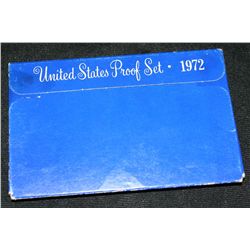 United States Proof Set • 1972